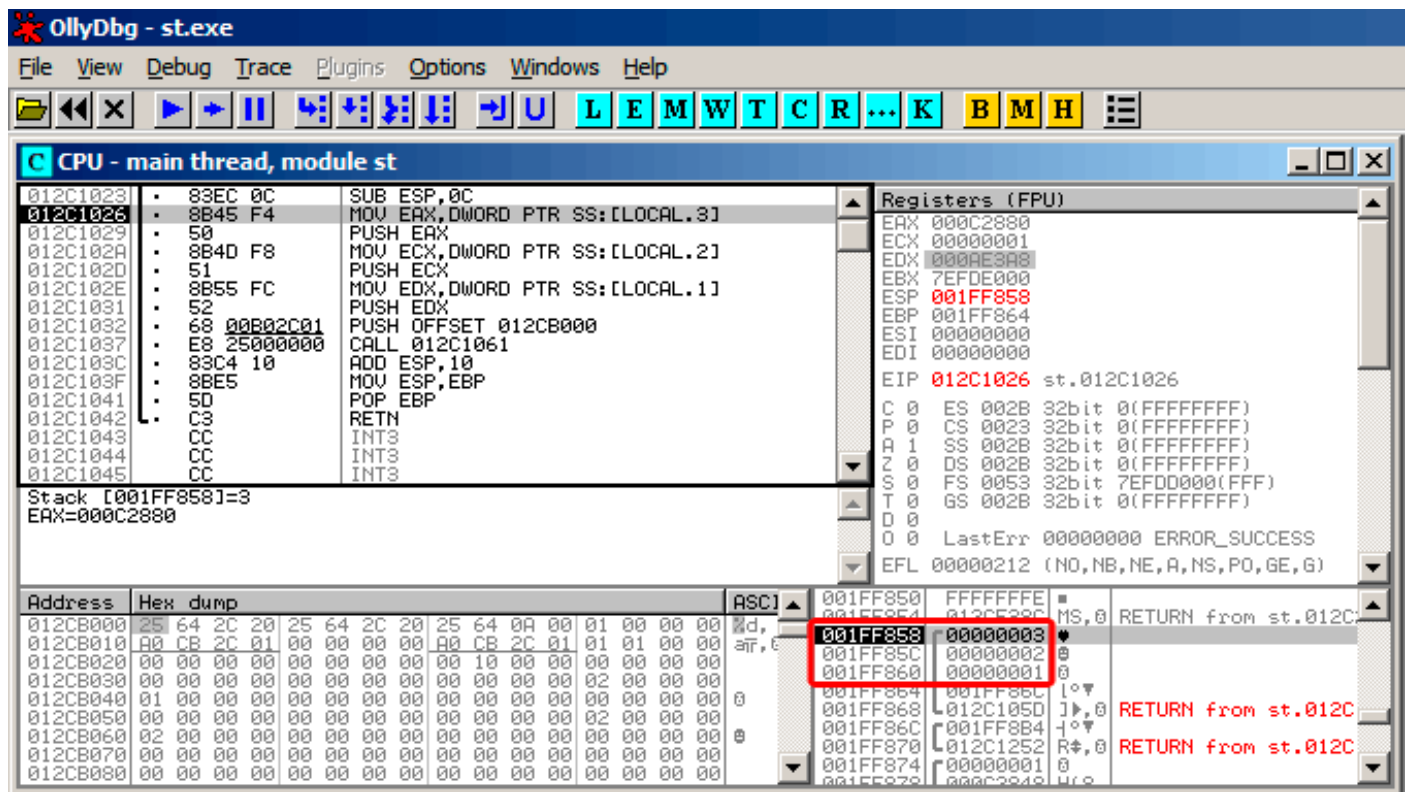 OllyDbg - st.exe
File View Debug Trace Plugins Options Windows Help
L E M W T C R ... K B M H
C CPU - main thread, module st
012C1023 · 83EC 0C SUB ESP,0C
012C1026 · 8B45 F4 MOV EAX,DWORD PTR SS:[LOCAL.3]
012C1029 · 50 PUSH EAX
012C102A · 8B4D F8 MOV ECX,DWORD PTR SS:[LOCAL.2]
012C102D · 51 PUSH ECX
012C102E · 8B55 FC MOV EDX,DWORD PTR SS:[LOCAL.1]
012C1031 · 52 PUSH EDX
012C1032 · 68 00B02C01 PUSH OFFSET 012CB000
012C1037 · E8 25000000 CALL 012C1061
012C103C · 83C4 10 ADD ESP,10
012C103F · 8BE5 MOV ESP,EBP
012C1041 · 5D POP EBP
012C1042 · C3 RETN
012C1043 CC INT3
012C1044 CC INT3
012C1045 CC INT3
Stack [001FF858]=3
EAX=000C2880
Registers (FPU)
EAX 000C2880
ECX 00000001
EDX 000AE3A8
EBX 7EFDE000
ESP 001FF858
EBP 001FF864
ESI 00000000
EDI 00000000
EIP 012C1026 st.012C1026
C 0 ES 002B 32bit 0(FFFFFFFF)
P 0 CS 0023 32bit 0(FFFFFFFF)
A 1 SS 002B 32bit 0(FFFFFFFF)
Z 0 DS 002B 32bit 0(FFFFFFFF)
S 0 FS 0053 32bit 7EFDD000(FFF)
T 0 GS 002B 32bit 0(FFFFFFFF)
D 0
O 0 LastErr 00000000 ERROR_SUCCESS
EFL 00000212 (NO,NB,NE,A,NS,PO,GE,G)
Address Hex dump ASCI
012CB000 25 64 2C 20 25 64 2C 20 25 64 0A 00 01 00 00 00 %d,
012CB010 A0 CB 2C 01 00 00 00 00 A0 CB 2C 01 01 01 00 00
012CB020 00 00 00 00 00 00 00 00 00 10 00 00 00 00 00 00
012CB030 00 00 00 00 00 00 00 00 00 00 00 00 02 00 00 00
012CB040 01 00 00 00 00 00 00 00 00 00 00 00 00 00 00 00
012CB050 00 00 00 00 00 00 00 00 00 00 00 00 02 00 00 00
012CB060 02 00 00 00 00 00 00 00 00 00 00 00 00 00 00 00
012CB070 00 00 00 00 00 00 00 00 00 00 00 00 00 00 00 00
012CB080 00 00 00 00 00 00 00 00 00 00 00 00 00 00 00 00
001FF850 FFFFFFFE
001FF854 MS,0 RETURN from st.012C
001FF858 00000003 ♥
001FF85C 00000002
001FF860 00000001
001FF864 001FF86C
001FF868 012C105D RETURN from st.012C
001FF86C 001FF8B4
001FF870 012C1252 RETURN from st.012C
001FF874 00000001